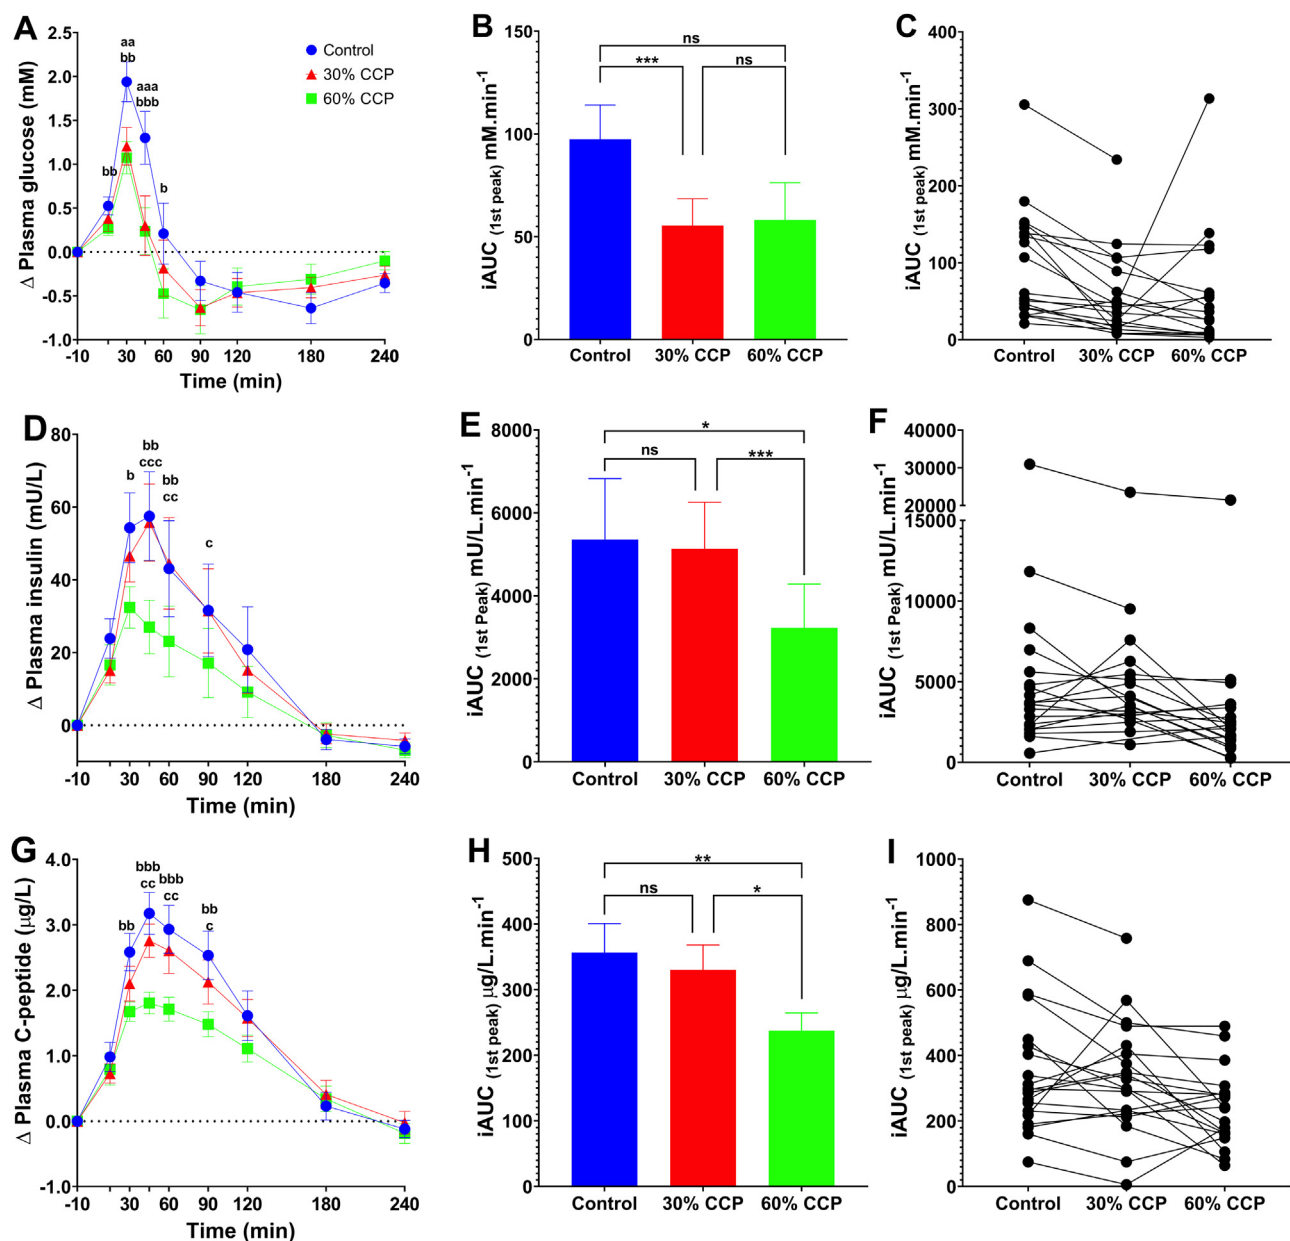 A
Δ Plasma glucose (mM)
2.5
2.0
1.5
1.0
0.5
0.0
-0.5
-1.0
aa
bb
aaa
bbb
bb
b
Control
30% CCP
60% CCP
-10 30 60 90 120 180 240
Time (min)
B
iAUC (1st peak) mM.min-1
150
100
50
0
ns
*** ns
Control 30% CCP 60% CCP
C
iAUC (1st peak) mM.min-1
400
300
200
100
0
Control 30% CCP 60% CCP
D
Δ Plasma insulin (mU/L)
80
60
40
20
0
b
bb
ccc
bb
cc
c
-10 30 60 90 120 180 240
Time (min)
E
iAUC (1st Peak) mU/L.min-1
8000
6000
4000
2000
0
*
ns ***
Control 30% CCP 60% CCP
F
iAUC (1st Peak) mU/L.min-1
40000
30000
20000
15000
10000
5000
0
Control 30% CCP 60% CCP
G
Δ Plasma C-peptide (μg/L)
4.0
3.0
2.0
1.0
0.0
-1.0
bb
bbb
cc
bbb
cc
bb
c
-10 30 60 90 120 180 240
Time (min)
H
iAUC (1st peak) μg/L.min-1
500
400
300
200
100
0
**
ns *
Control 30% CCP 60% CCP
I
iAUC (1st peak) μg/L.min-1
1000
800
600
400
200
0
Control 30% CCP 60% CCP